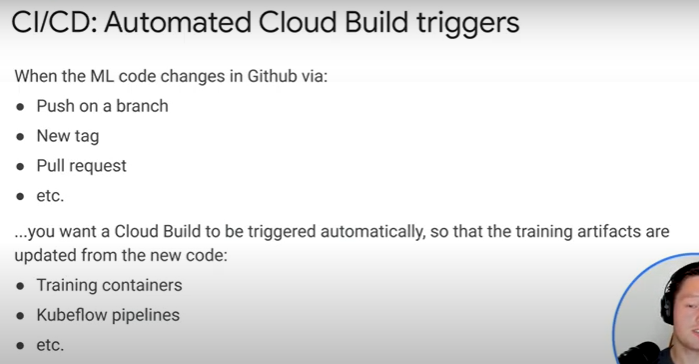 CI/CD: Automated Cloud Build triggers
When the ML code changes in Github via:
● Push on a branch
● New tag
● Pull request
● etc.
...you want a Cloud Build to be triggered automatically, so that the training artifacts are
updated from the new code:
● Training containers
● Kubeflow pipelines
● etc.